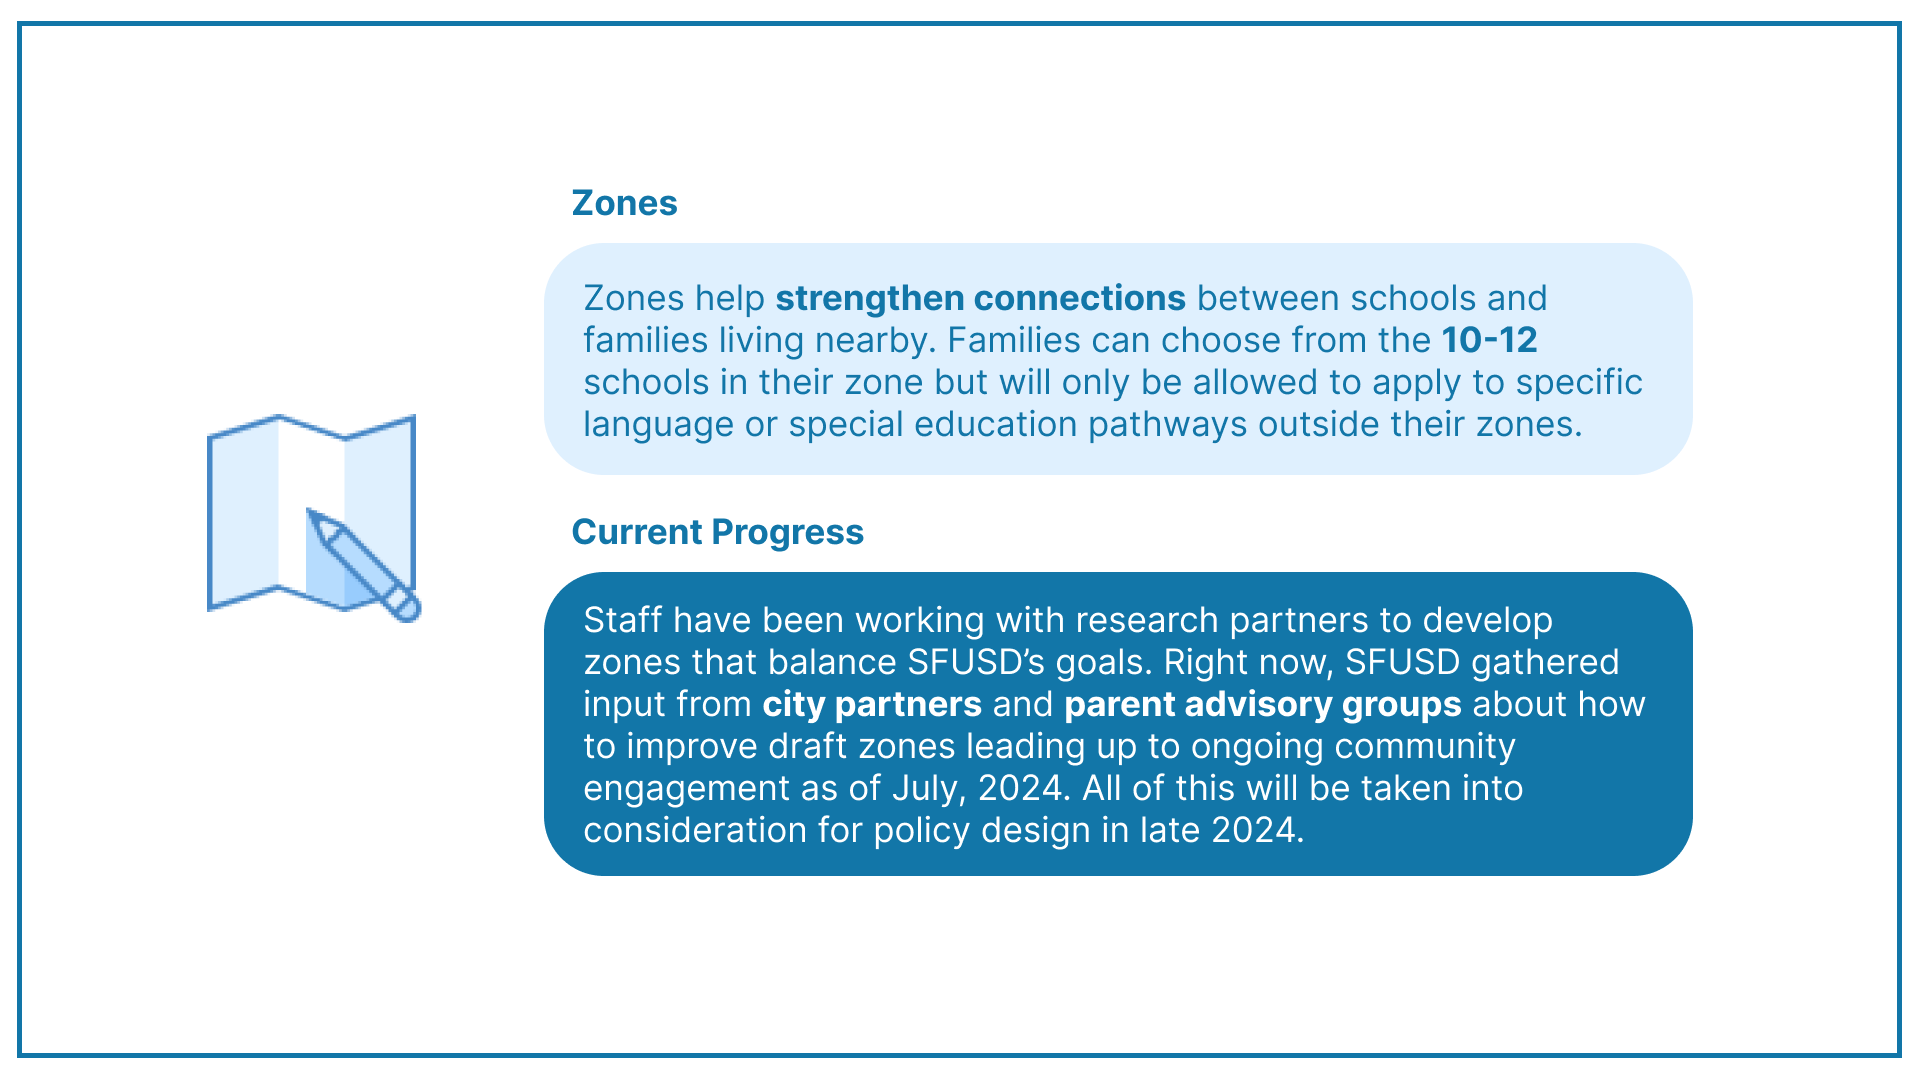 Zones
Zones help strengthen connections between schools and
families living nearby. Families can choose from the 10-12
schools in their zone but will only be allowed to apply to specific
language or special education pathways outside their zones.
Current Progress
Staff have been working with research partners to develop
zones that balance SFUSD’s goals. Right now, SFUSD gathered
input from city partners and parent advisory groups about how
to improve draft zones leading up to ongoing community
engagement as of July, 2024. All of this will be taken into
consideration for policy design in late 2024.